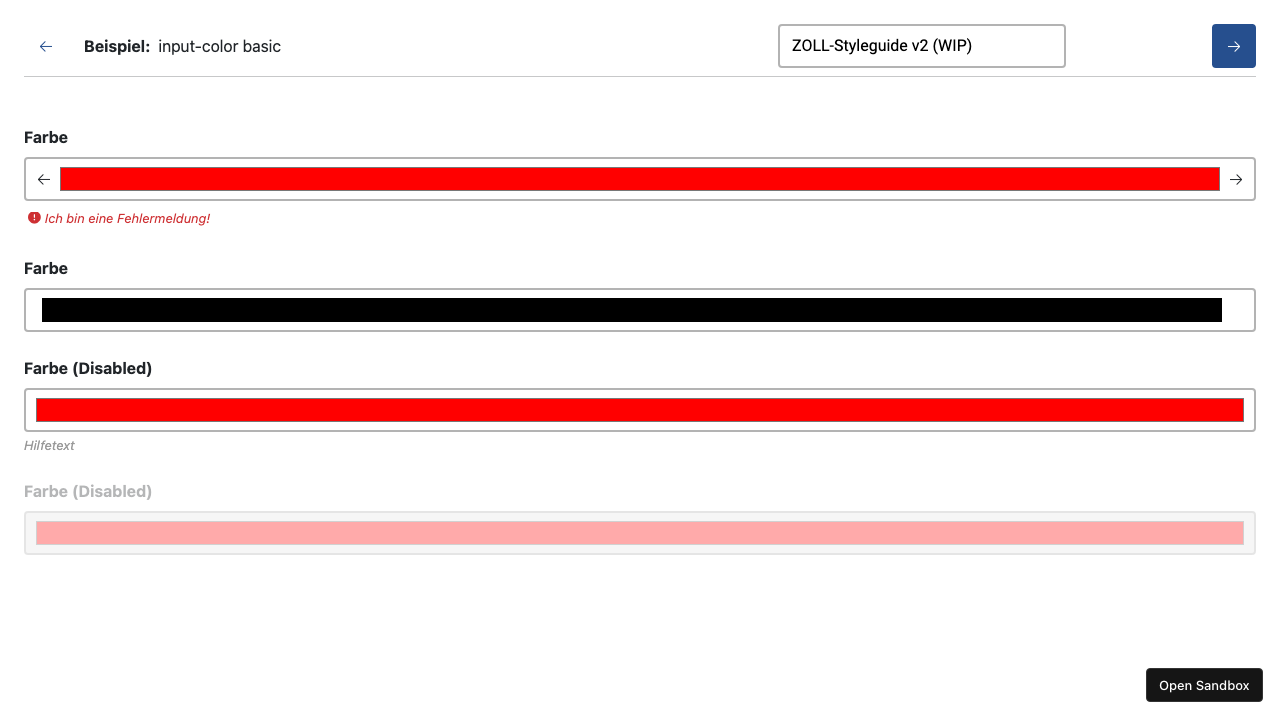 Beispiel: input-color basic
ZOLL-Styleguide v2 (WIP)
Farbe
Ich bin eine Fehlermeldung!
Farbe
Farbe (Disabled)
Hilfetext
Farbe (Disabled)
Open Sandbox